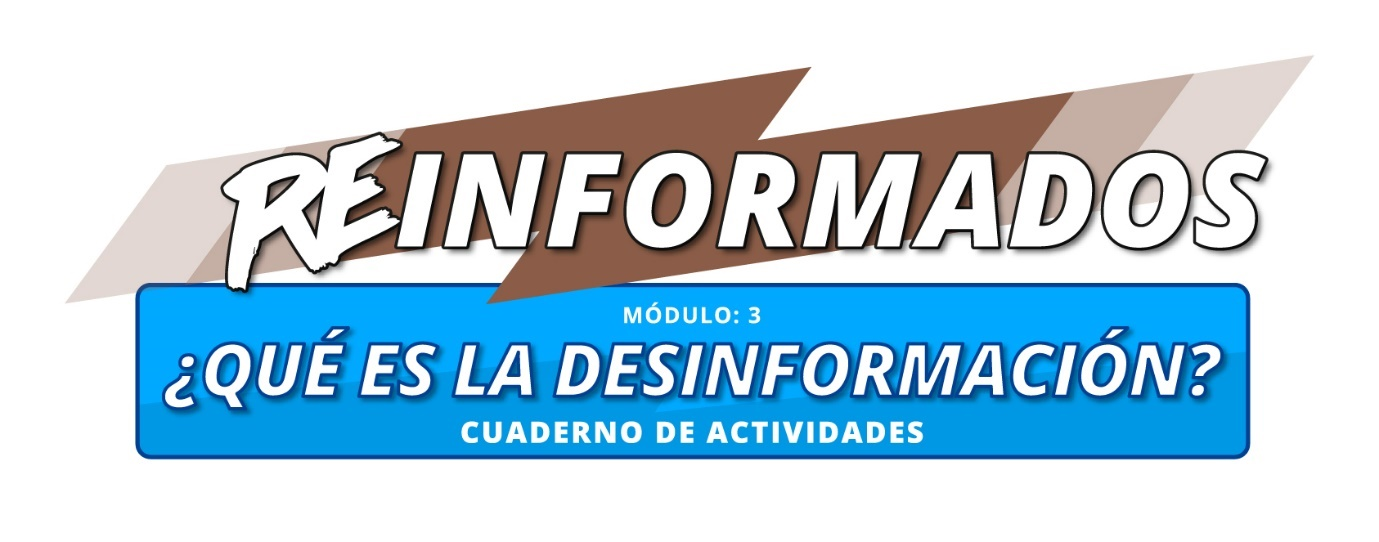 REINFORMADOS
MÓDULO: 3
¿QUÉ ES LA DESINFORMACIÓN?
CUADERNO DE ACTIVIDADES